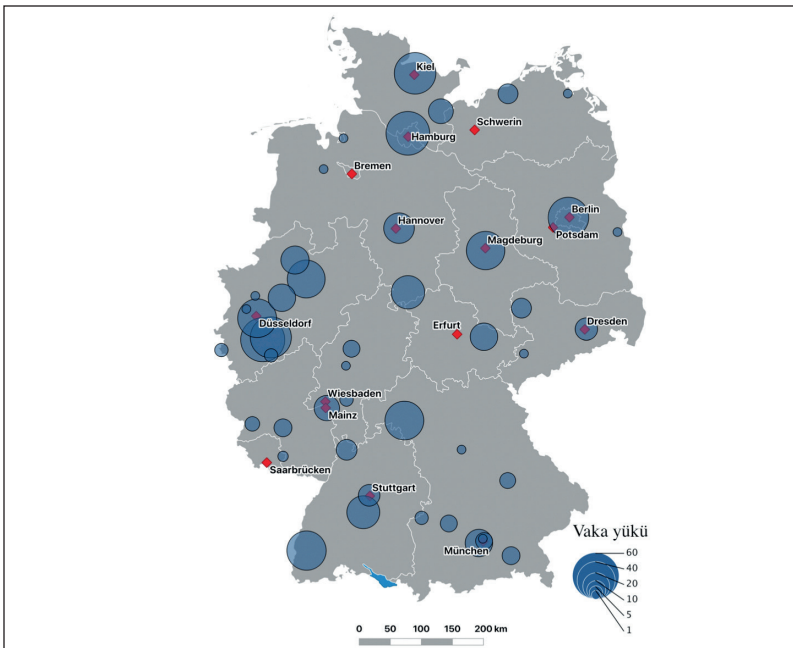 Kiel
Schwerin
Hamburg
Bremen
Berlin
Hannover
Potsdam
Magdeburg
Düsseldorf
Erfurt
Dresden
Wiesbaden
Mainz
Saarbrücken
Stuttgart
München
Vaka yükü
60
40
20
10
5
1
0 50 100 150 200 km